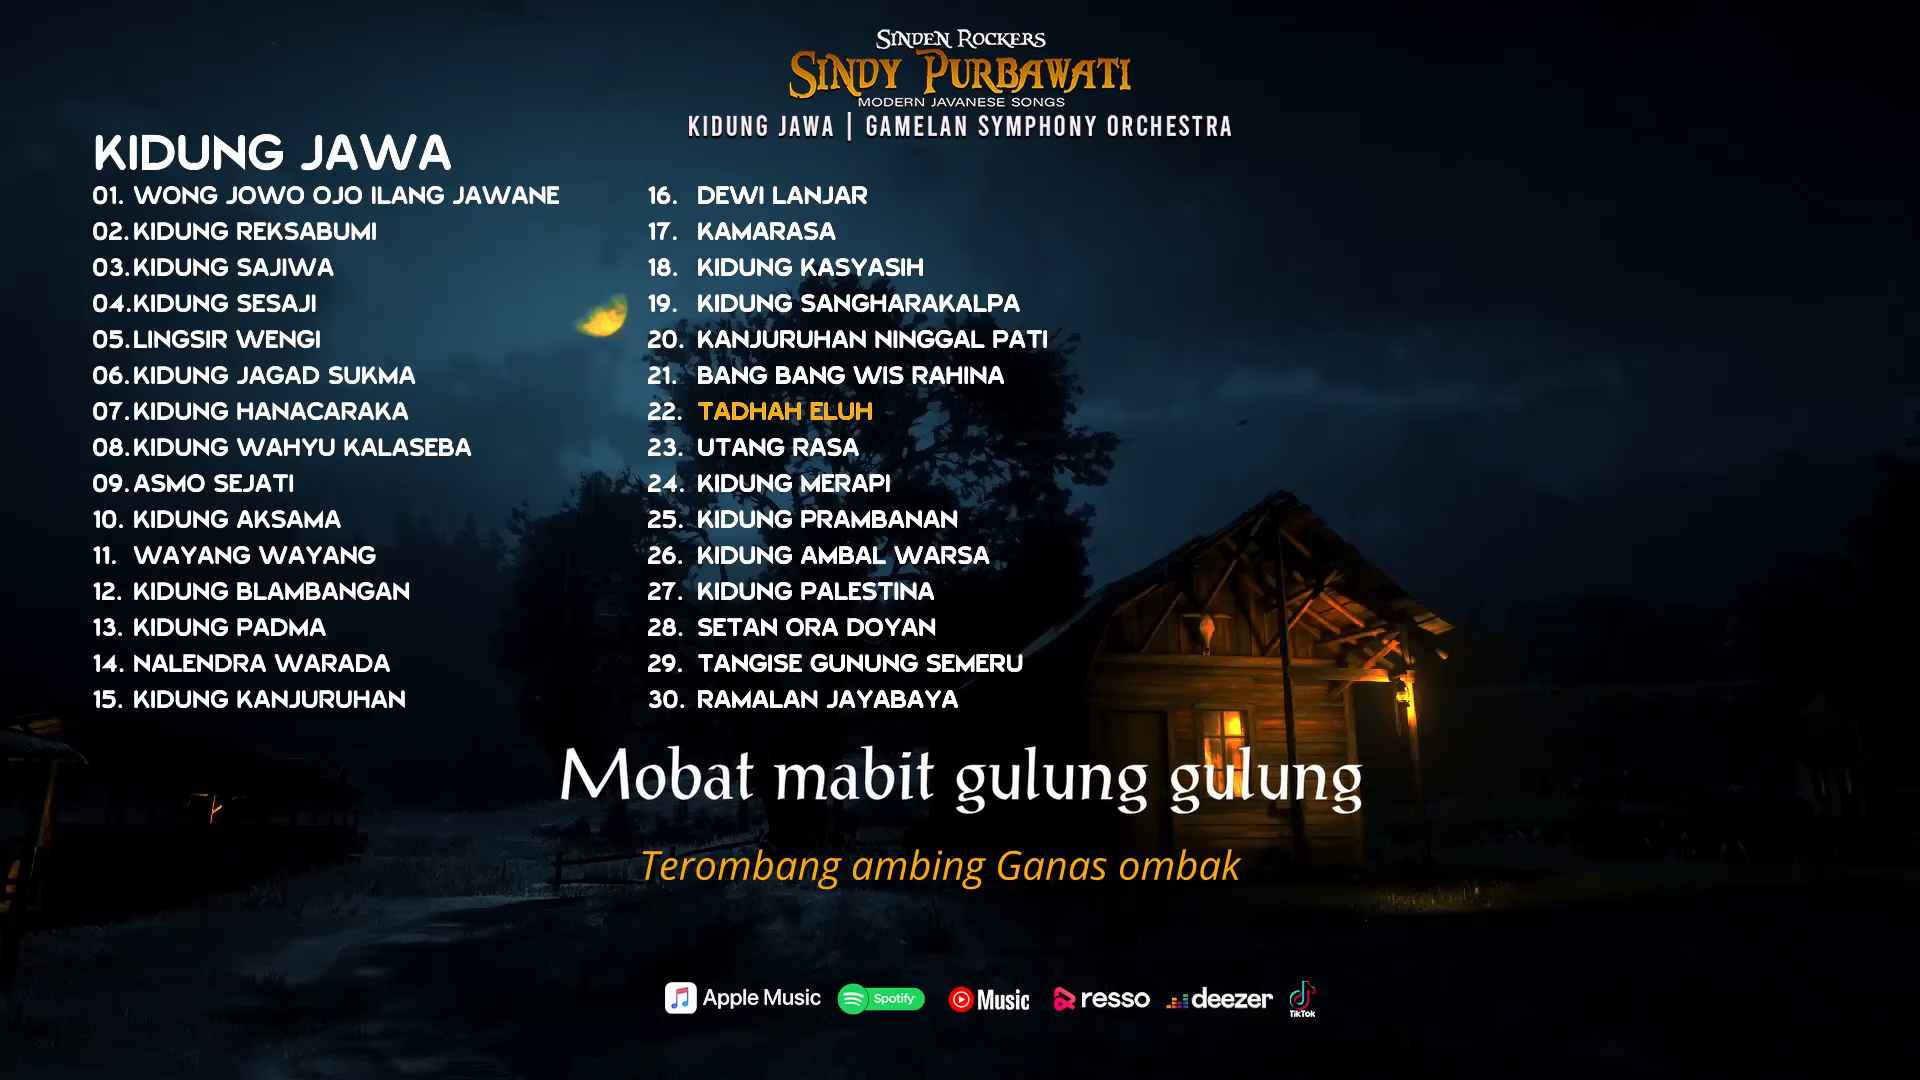 SINDEN ROCKERS
SINDY PURBAWATI
MODERN JAVANESE SONGS
KIDUNG JAWA | GAMELAN SYMPHONY ORCHESTRA
KIDUNG JAWA
01. WONG JOWO OJO ILANG JAWANE
02. KIDUNG REKSABUMI
03. KIDUNG SAJIWA
04. KIDUNG SESAJI
05. LINGSIR WENGI
06. KIDUNG JAGAD SUKMA
07. KIDUNG HANACARAKA
08. KIDUNG WAHYU KALASEBA
09. ASMO SEJATI
10. KIDUNG AKSAMA
11. WAYANG WAYANG
12. KIDUNG BLAMBANGAN
13. KIDUNG PADMA
14. NALENDRA WARADA
15. KIDUNG KANJURUHAN
16. DEWI LANJAR
17. KAMARASA
18. KIDUNG KASYASIH
19. KIDUNG SANGHARAKALPA
20. KANJURUHAN NINGGAL PATI
21. BANG BANG WIS RAHINA
22. TADHAH ELUH
23. UTANG RASA
24. KIDUNG MERAPI
25. KIDUNG PRAMBANAN
26. KIDUNG AMBAL WARSA
27. KIDUNG PALESTINA
28. SETAN ORA DOYAN
29. TANGISE GUNUNG SEMERU
30. RAMALAN JAYABAYA
Mobat mabit gulung gulung
Terombang ambing Ganas ombak
Apple Music Spotify Music resso deezer TikTok